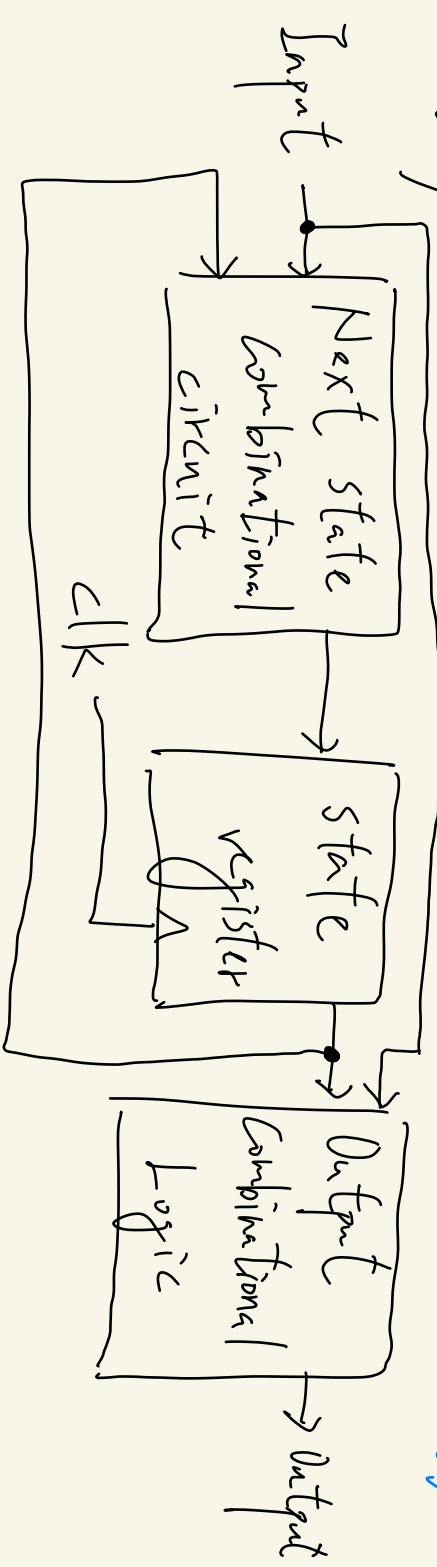 Input
Next state
Combinational
circuit
clk
state
register
Output
Combinational
Logic
Output